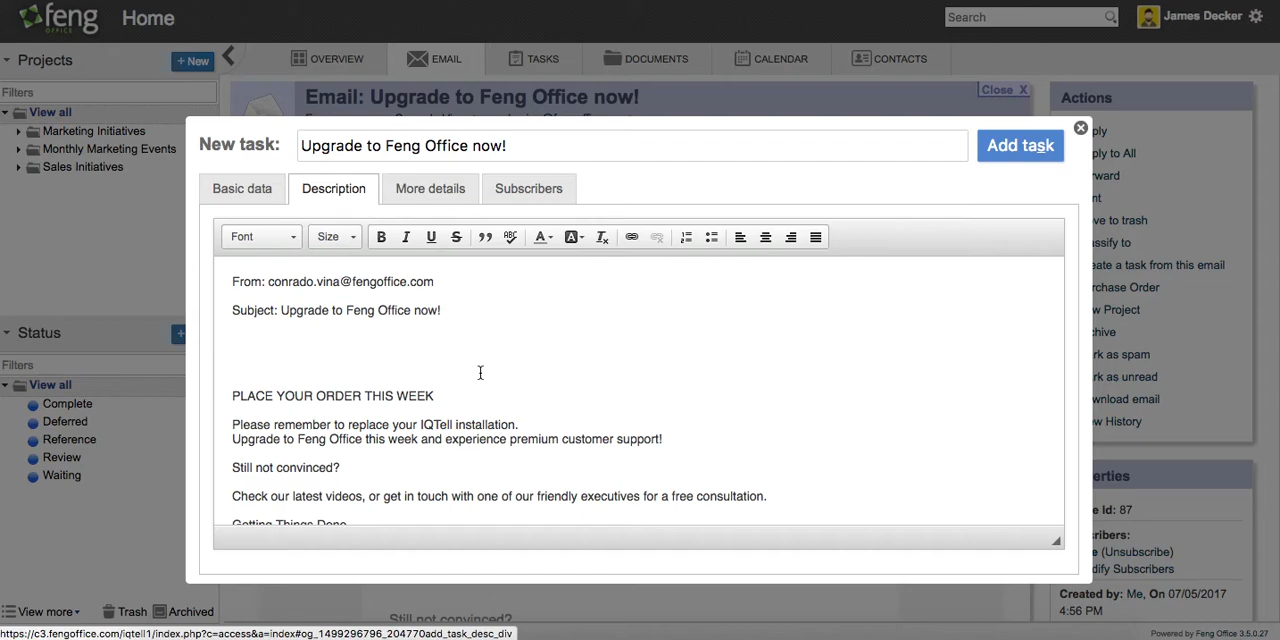 feng
OFFICE
Home
Search
James Decker
Projects
+ New
OVERVIEW
EMAIL
TASKS
DOCUMENTS
CALENDAR
CONTACTS
Filters
View all
Marketing Initiatives
Monthly Marketing Events
Sales Initiatives
Email: Upgrade to Feng Office now!
Close X
Actions
New task:
Upgrade to Feng Office now!
Add task
Basic data
Description
More details
Subscribers
Font
Size
From: conrado.vina@fengoffice.com
Subject: Upgrade to Feng Office now!
PLACE YOUR ORDER THIS WEEK
Please remember to replace your IQTell installation.
Upgrade to Feng Office this week and experience premium customer support!
Still not convinced?
Check our latest videos, or get in touch with one of our friendly executives for a free consultation.
Getting Things Done
ply
ply to All
rward
nt
ve to trash
ssify to
eate a task from this email
rchase Order
w Project
chive
rk as spam
rk as unread
wnload email
w History
erties
e Id: 87
ribers:
e (Unsubscribe)
dify Subscribers
Created by: Me, On 07/05/2017
4:56 PM
Status
+
Filters
View all
Complete
Deferred
Reference
Review
Waiting
View more
Trash
Archived
Still not convinced?
https://c3.fengoffice.com/iqtell1/index.php?c=access&a=index#og_1499296796_204770add_task_desc_div
Powered by Feng Office 3.5.0.27